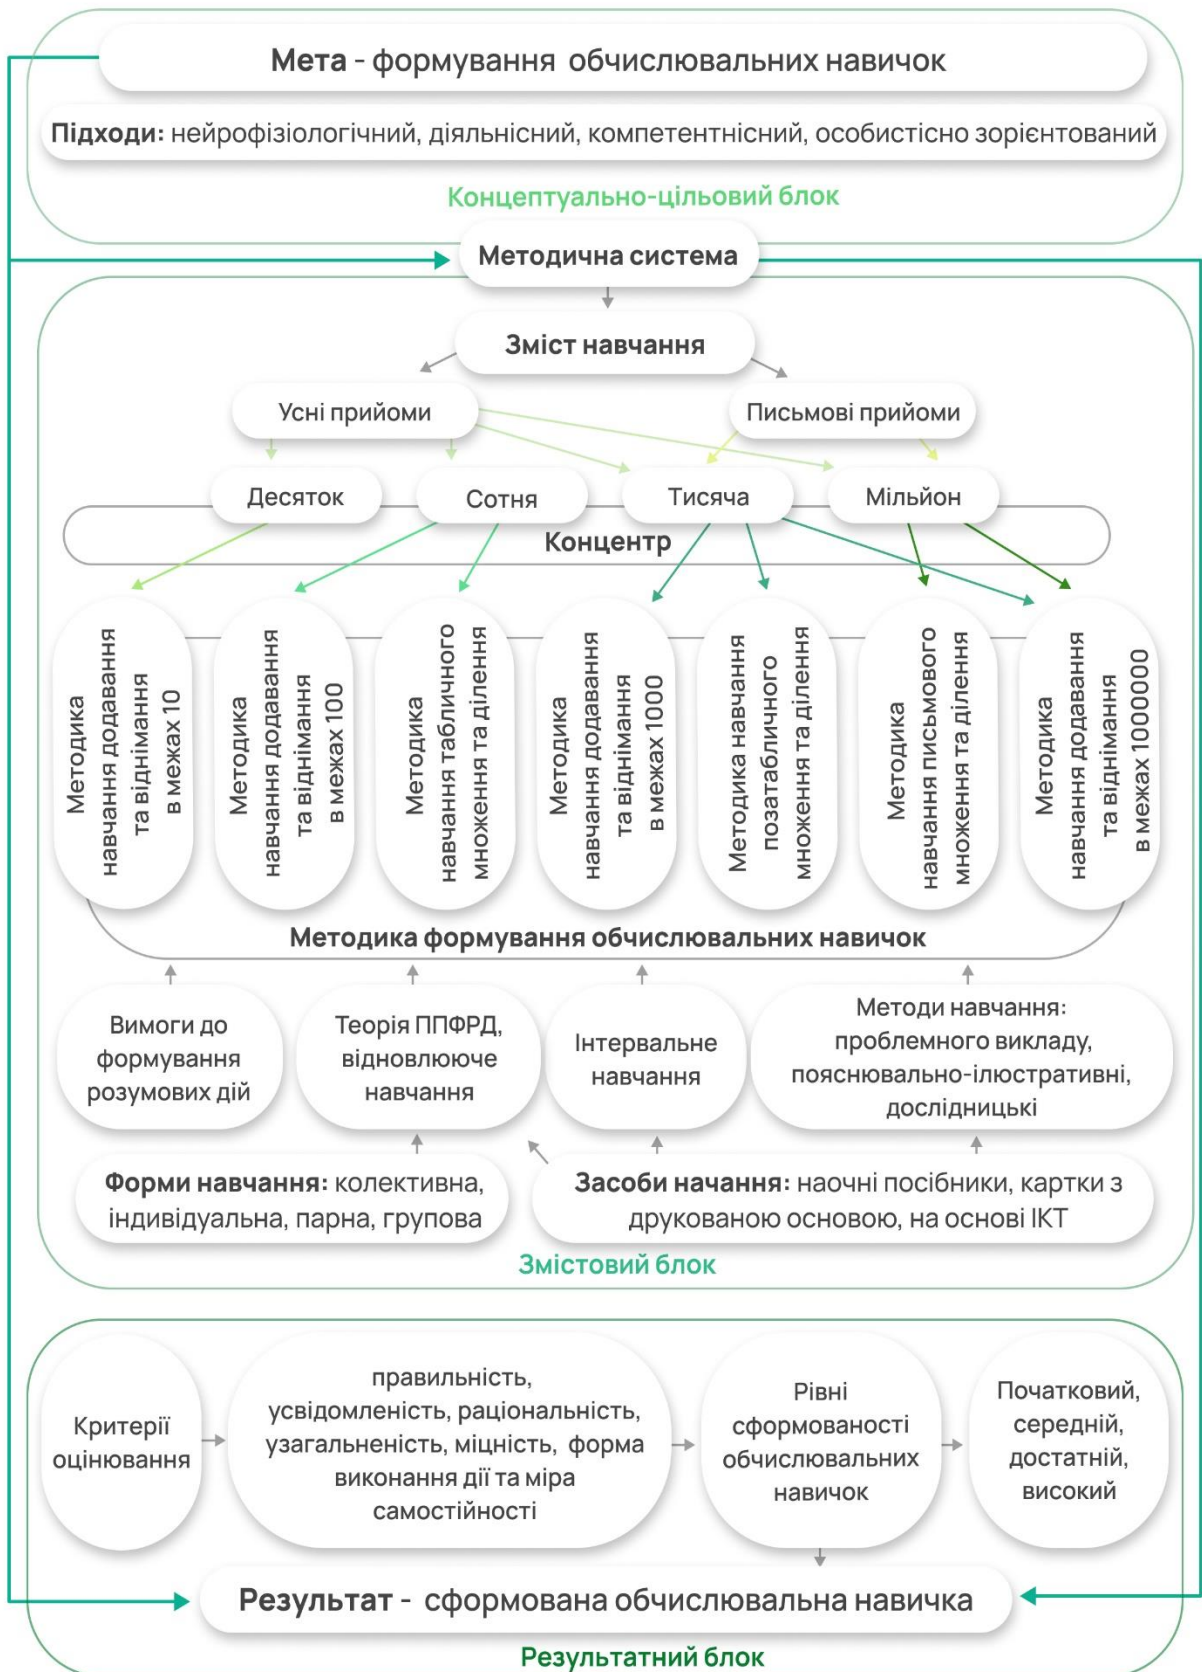 Мета - формування обчислювальних навичок
Підходи: нейрофізіологічний, діяльнісний, компетентнісний, особистісно зорієнтований
Концептуально-цільовий блок
Методична система
Зміст навчання
Усні прийоми
Письмові прийоми
Десяток
Сотня
Тисяча
Мільйон
Концентр
Методика
навчання додавання
та віднімання
в межах 10
Методика
навчання додавання
та віднімання
в межах 100
Методика
навчання табличного
множення та ділення
Методика
навчання додавання
та віднімання
в межах 1000
Методика навчання
позатабличного
множення та ділення
Методика
навчання письмового
множення та ділення
Методика
навчання додавання
та віднімання
в межах 1000000
Методика формування обчислювальних навичок
Вимоги до
формування
розумових дій
Теорія ППФРД,
відновлююче
навчання
Інтервальне
навчання
Методи навчання:
проблемного викладу,
пояснювально-ілюстративні,
дослідницькі
Форми навчання: колективна,
індивідуальна, парна, групова
Засоби начання: наочні посібники, картки з
друкованою основою, на основі ІКТ
Змістовий блок
Критерії
оцінювання
правильність,
усвідомленість, раціональність,
узагальненість, міцність, форма
виконання дії та міра
самостійності
Рівні
сформованості
обчислювальних
навичок
Початковий,
середній,
достатній,
високий
Результат - сформована обчислювальна навичка
Результатний блок